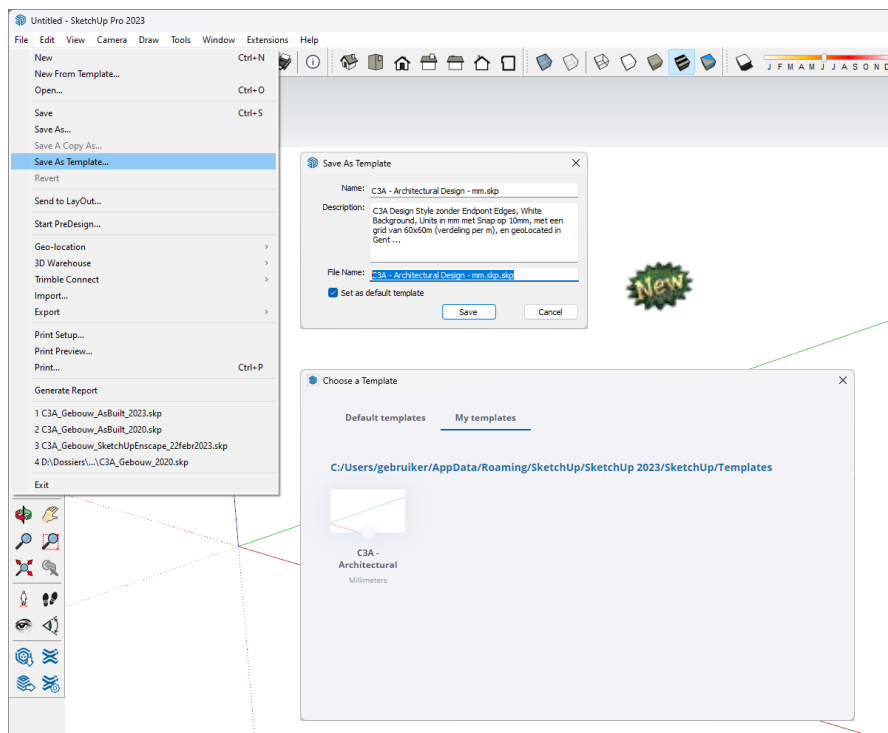 Untitled - SketchUp Pro 2023
File Edit View Camera Draw Tools Window Extensions Help
New Ctrl+N
New From Template...
Open... Ctrl+O
Save Ctrl+S
Save As...
Save A Copy As...
Save As Template...
Revert
Send to LayOut...
Start PreDesign...
Geo-location
3D Warehouse
Trimble Connect
Import...
Export
Print Setup...
Print Preview...
Print... Ctrl+P
Generate Report
1 C3A_Gebouw_AsBuilt_2023.skp
2 C3A_Gebouw_AsBuilt_2020.skp
3 C3A_Gebouw_SketchUpEnscape_22febr2023.skp
4 D:\Dossiers\...\C3A_Gebouw_2020.skp
Exit
J F M A M J J A S O N D
Save As Template
Name: C3A - Architectural Design - mm.skp
Description: C3A Design Style zonder Endpont Edges, White
Background, Units in mm met Snap op 10mm, met een
grid van 60x60m (verdeling per m), en geoLocated in
Gent ...
File Name: C3A - Architectural Design - mm.skp.skp
Set as default template
Save Cancel
New
Choose a Template
Default templates My templates
C:/Users/gebruiker/AppData/Roaming/SketchUp/SketchUp 2023/SketchUp/Templates
C3A -
Architectural
Millimeters